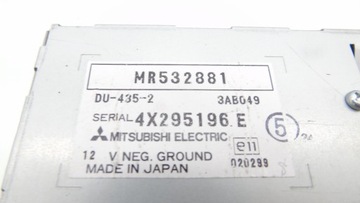 MR532881
DU-435-2 3AB049
SERIAL 4X295196 E 5
MITSUBISHI ELECTRIC e11
12 V NEG. GROUND 020299
MADE IN JAPAN